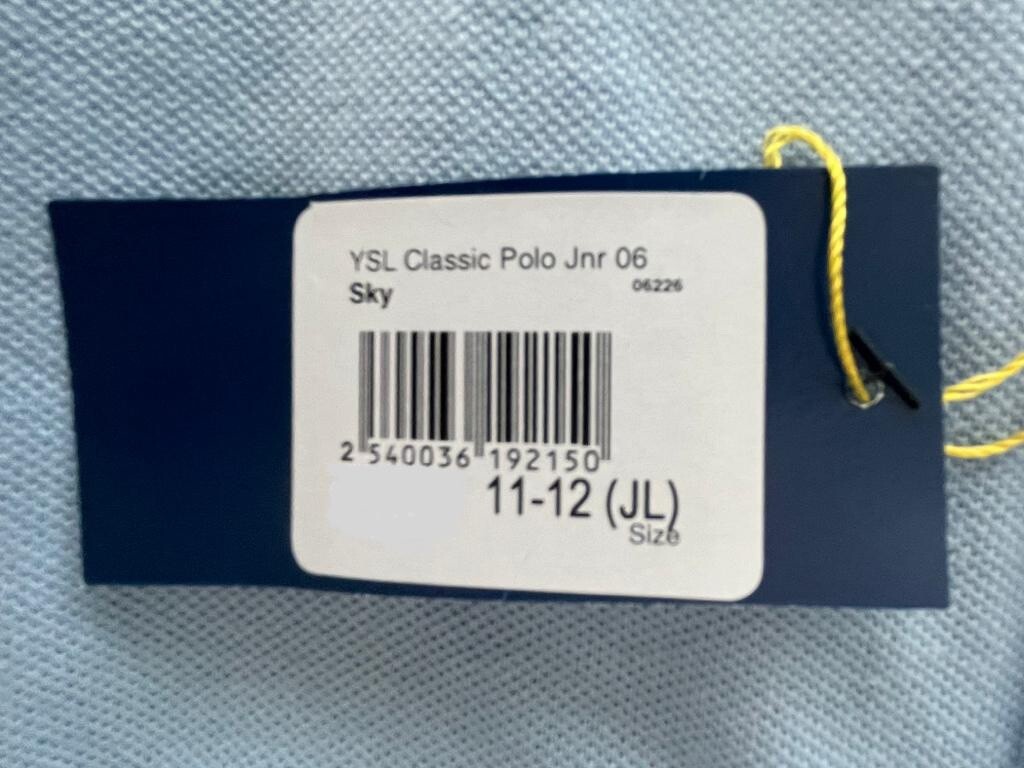 YSL Classic Polo Jnr 06
Sky 06226
2 540036 192150
11-12 (JL)
Size